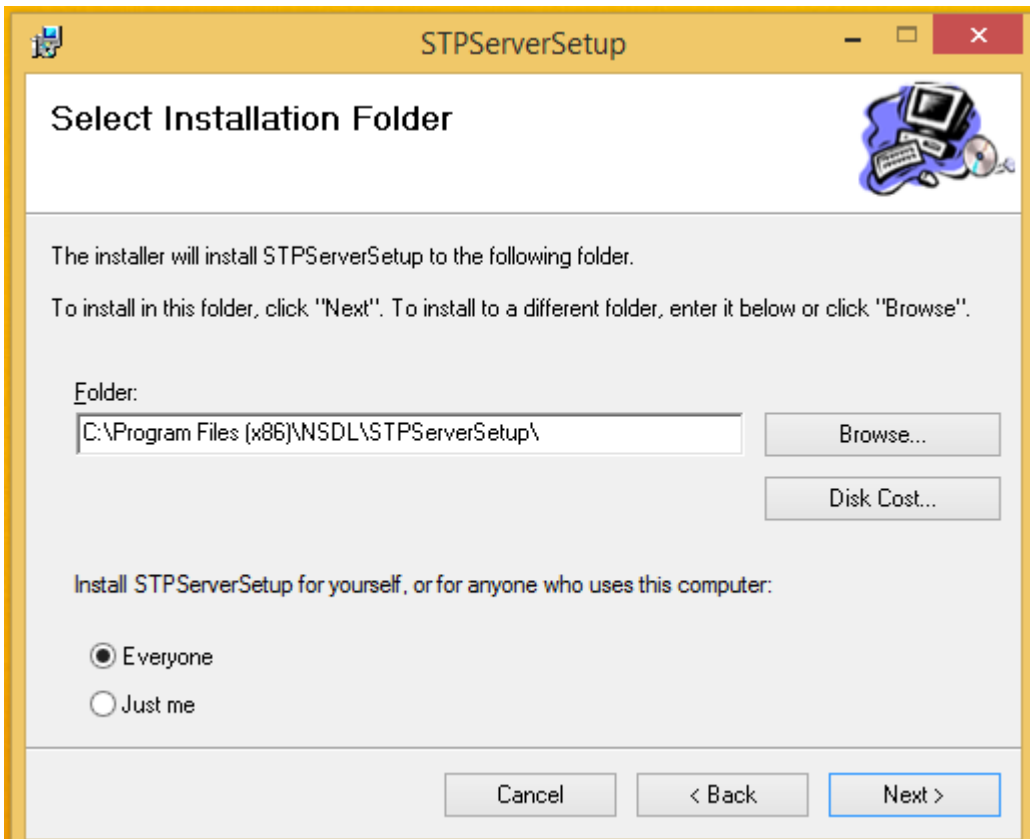 STPServerSetup
Select Installation Folder
The installer will install STPServerSetup to the following folder.
To install in this folder, click "Next". To install to a different folder, enter it below or click "Browse".
Folder:
C:\Program Files (x86)\NSDL\STPServerSetup\
Browse...
Disk Cost...
Install STPServerSetup for yourself, or for anyone who uses this computer:
Everyone
Just me
Cancel
< Back
Next >